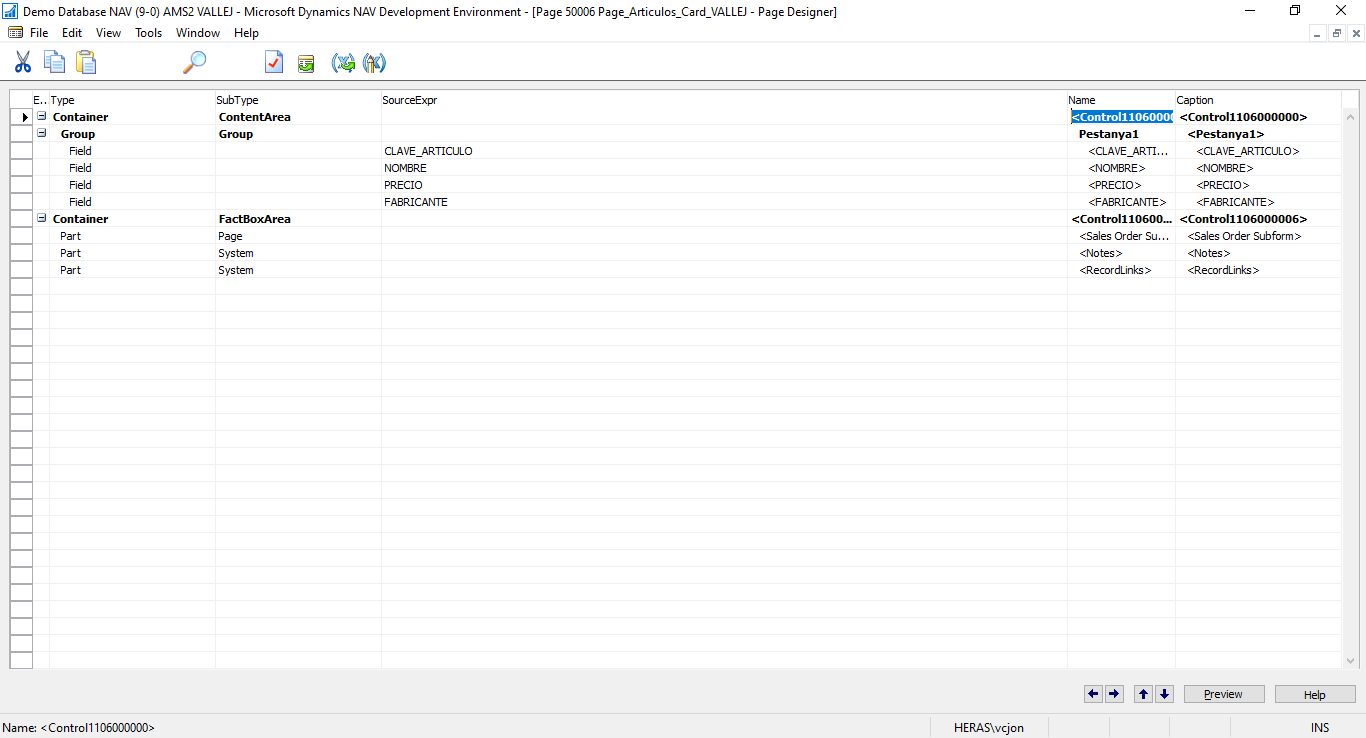 Demo Database NAV (9-0) AMS2 VALLEJ - Microsoft Dynamics NAV Development Environment - [Page 50006 Page_Articulos_Card_VALLEJ - Page Designer]
File Edit View Tools Window Help
E.. Type SubType SourceExpr Name Caption
Container ContentArea <Control11060000 <Control1106000000>
Group Group Pestanya1 <Pestanya1>
Field CLAVE_ARTICULO <CLAVE_ARTI... <CLAVE_ARTICULO>
Field NOMBRE <NOMBRE> <NOMBRE>
Field PRECIO <PRECIO> <PRECIO>
Field FABRICANTE <FABRICANTE> <FABRICANTE>
Container FactBoxArea <Control110600... <Control1106000006>
Part Page <Sales Order Su... <Sales Order Subform>
Part System <Notes> <Notes>
Part System <RecordLinks> <RecordLinks>
Preview Help
Name: <Control1106000000> HERAS\vcjon INS